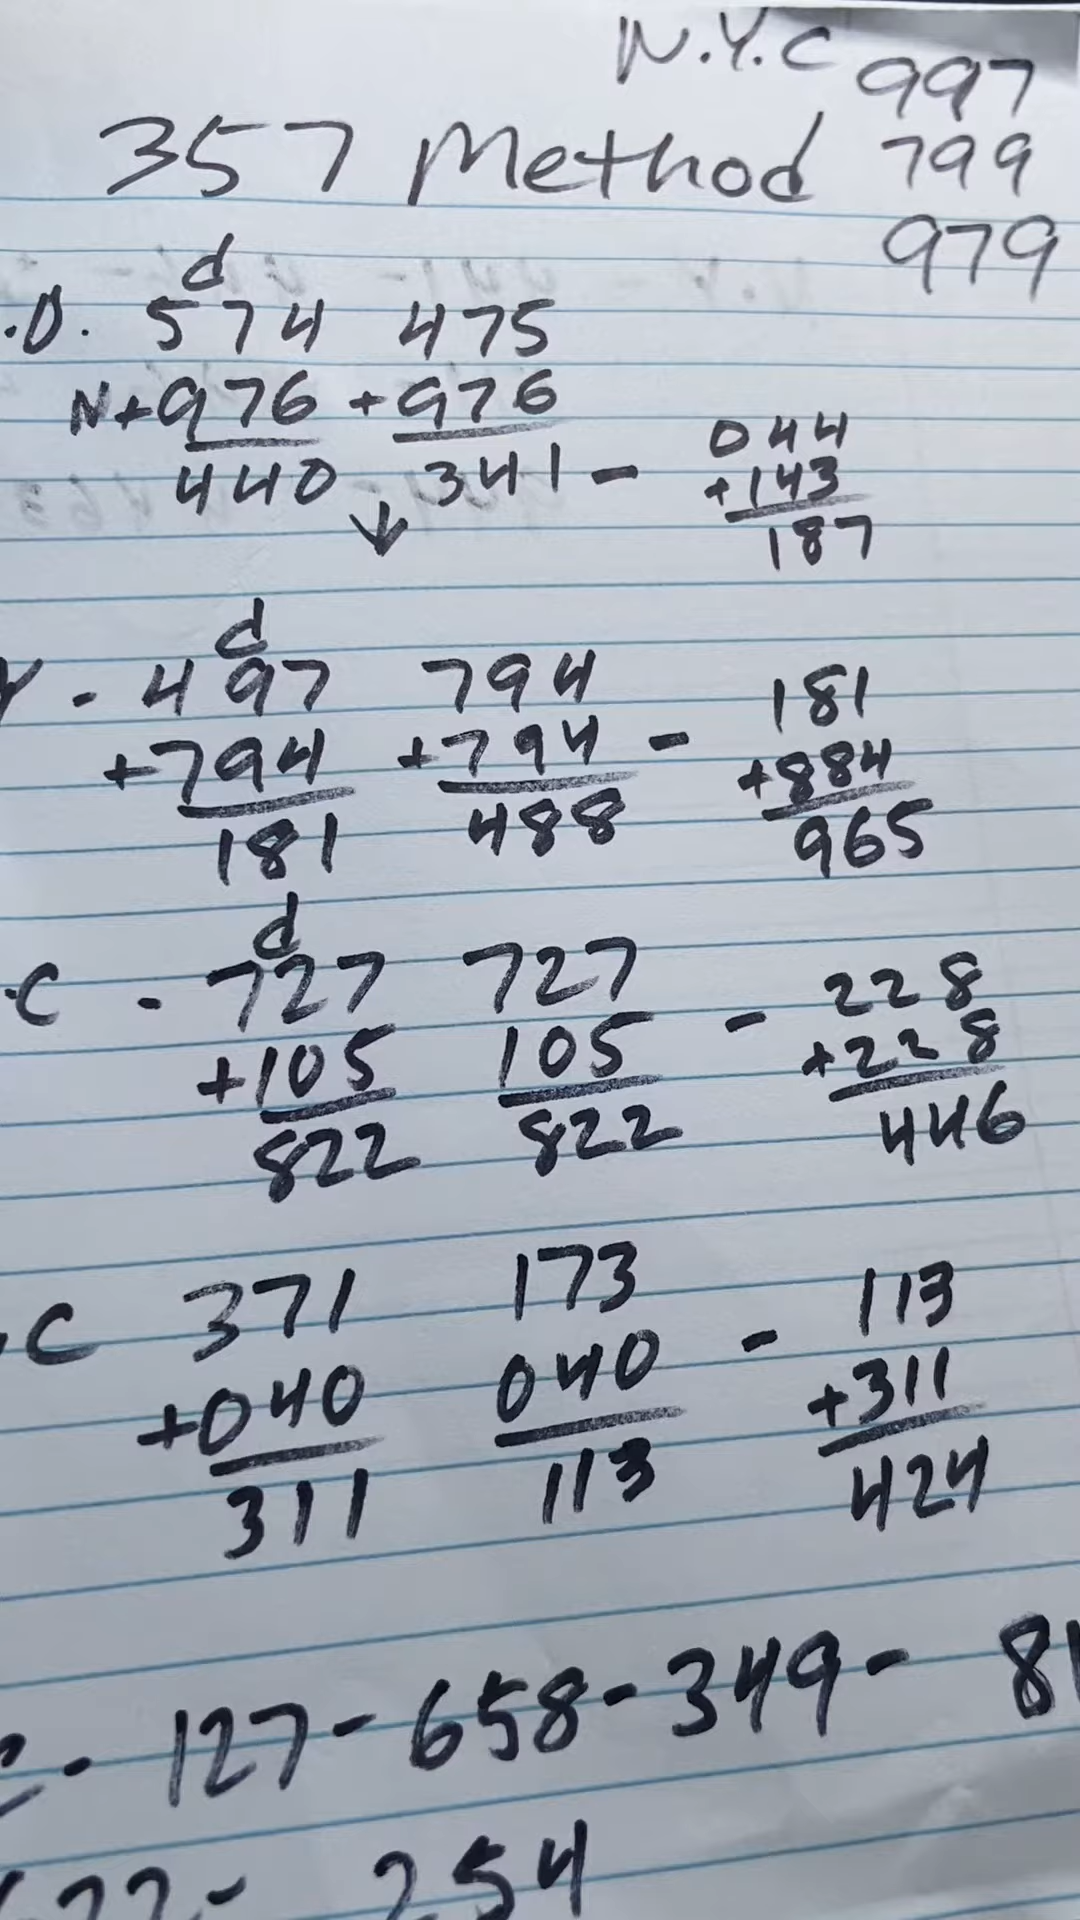 N.Y.C 997
357 Method 799
979
d
.D. 574 475
N+976 +976
440 341 - 044
+143
187
d
Y - 497 794 181
+794 +794 - +884
181 488 965
d
.C - 727 727 - 228
+105 105 +228
822 822 446
.C 371 173 - 113
+040 040 +311
311 113 424
- 127-658-349- 81
- 254